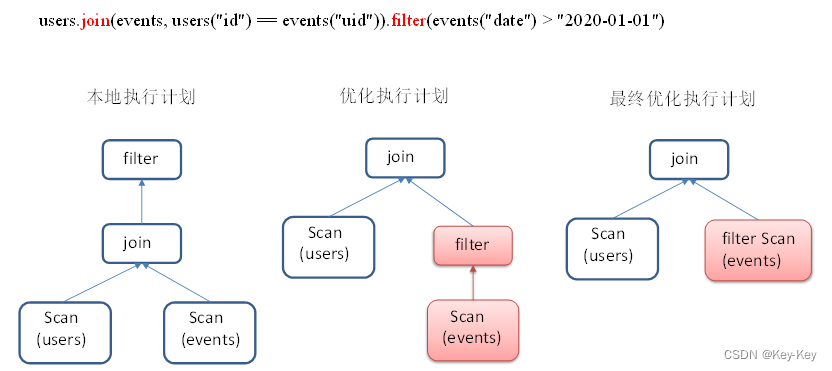 users.join(events, users("id") == events("uid")).filter(events("date") > "2020-01-01")
本地执行计划
优化执行计划
最终优化执行计划
filter
join
Scan
(users)
Scan
(events)
join
Scan
(users)
filter
Scan
(events)
join
Scan
(users)
filter Scan
(events)
CSDN @Key-Key